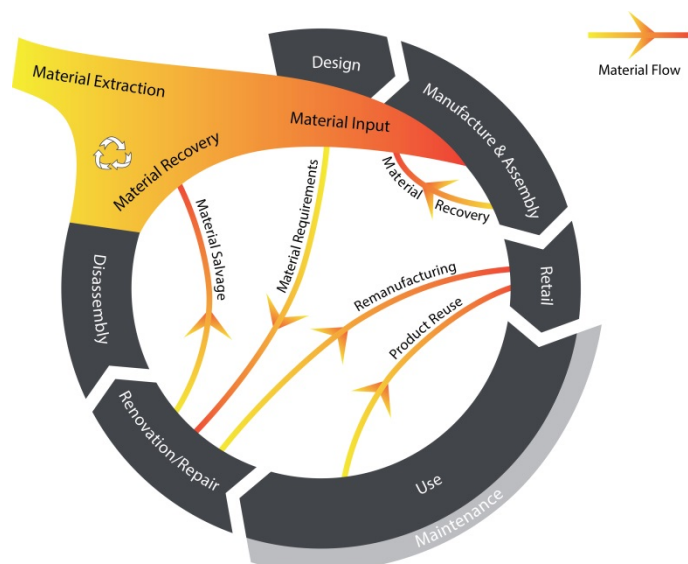 Design
Material Flow
Material Extraction
Manufacture & Assembly
Material Input
Material Recovery
Material Recovery
Material Salvage
Material Requirements
Remanufacturing
Retail
Product Reuse
Disassembly
Renovation/Repair
Use
Maintenance